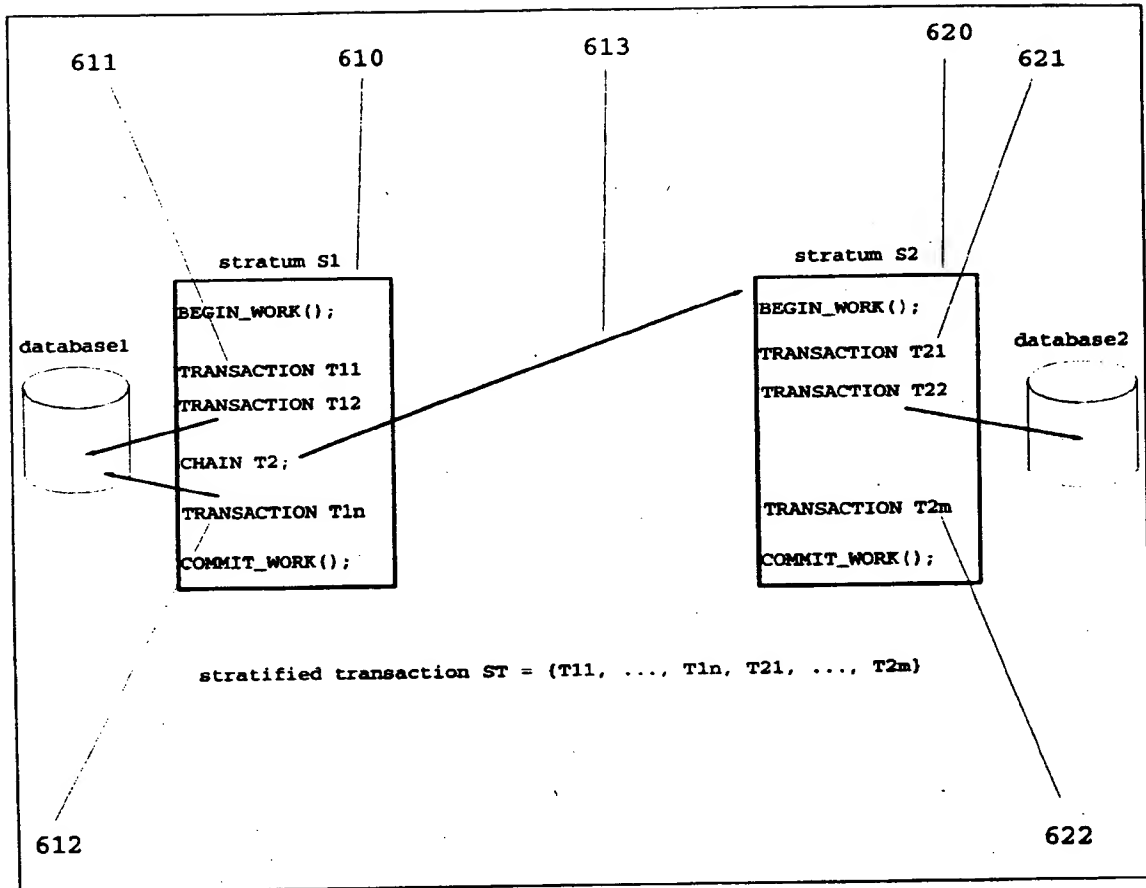 611
610
613
620
621
stratum S1
stratum S2
BEGIN_WORK();
BEGIN_WORK();
database1
TRANSACTION T11
TRANSACTION T12
CHAIN T2;
TRANSACTION T1n
COMMIT_WORK();
TRANSACTION T21
TRANSACTION T22
TRANSACTION T2m
COMMIT_WORK();
database2
stratified transaction ST = {T11, ..., T1n, T21, ..., T2m}
612
622